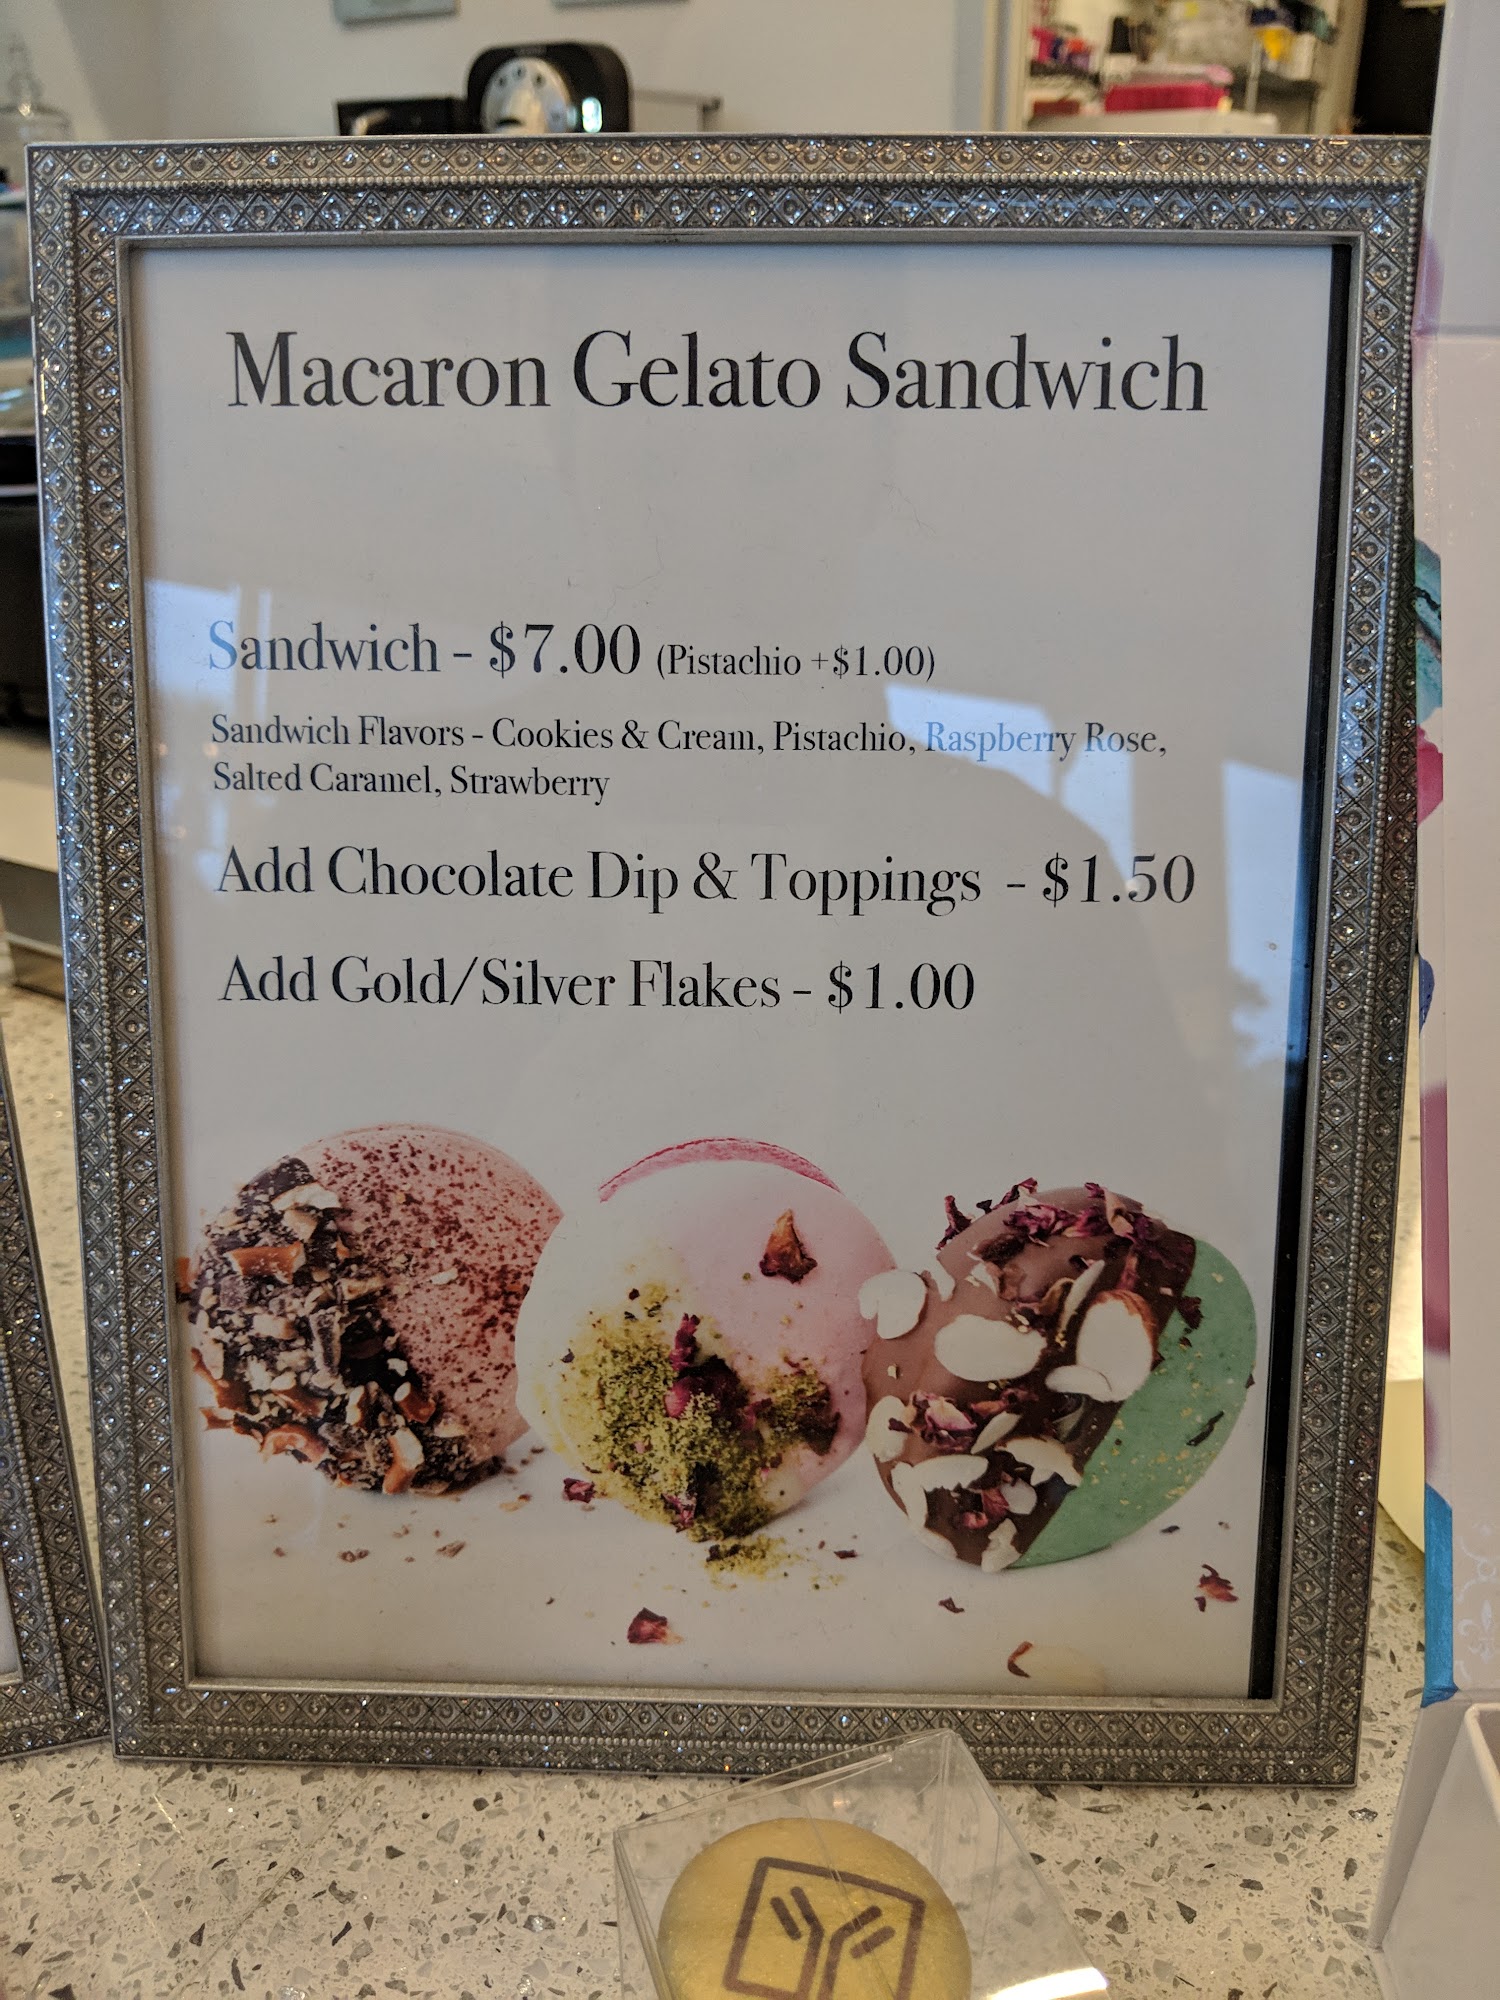 Macaron Gelato Sandwich
Sandwich - $7.00 (Pistachio +$1.00)
Sandwich Flavors - Cookies & Cream, Pistachio, Raspberry Rose,
Salted Caramel, Strawberry
Add Chocolate Dip & Toppings - $1.50
Add Gold/Silver Flakes - $1.00